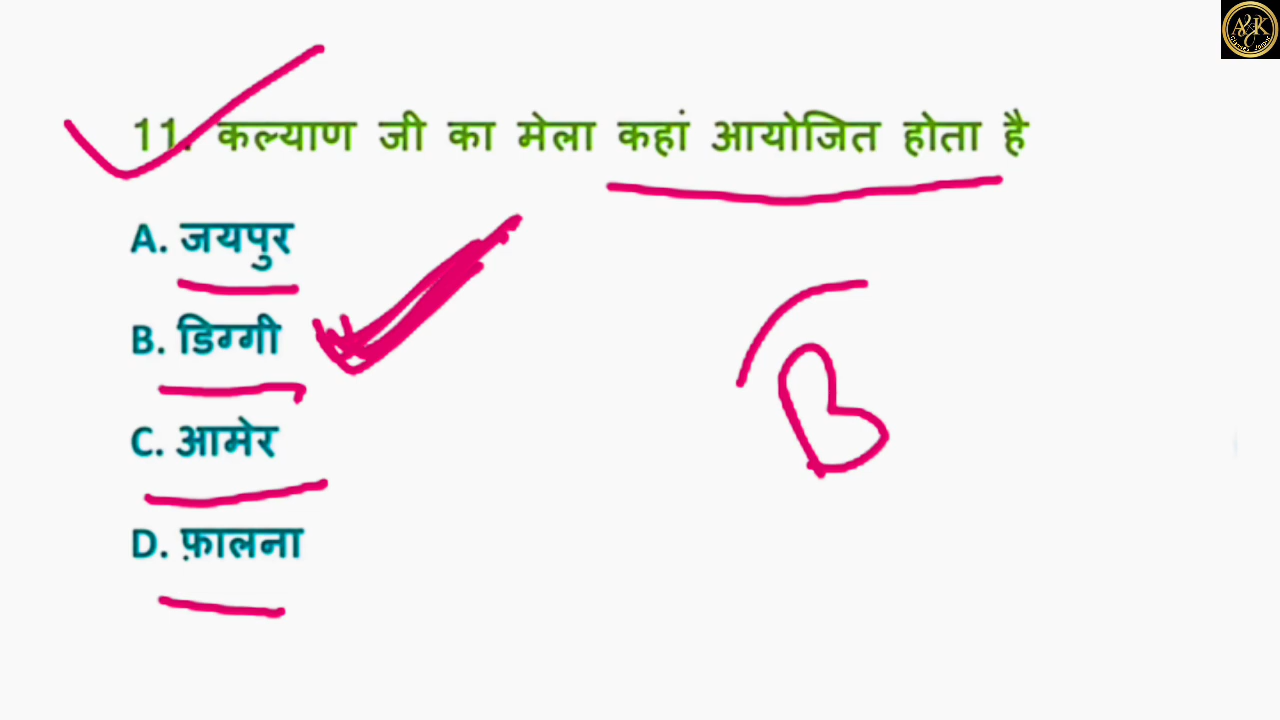 11. कल्याण जी का मेला कहां आयोजित होता है
A. जयपुर
B. डिग्गी
C. आमेर
D. फ़ालना
B